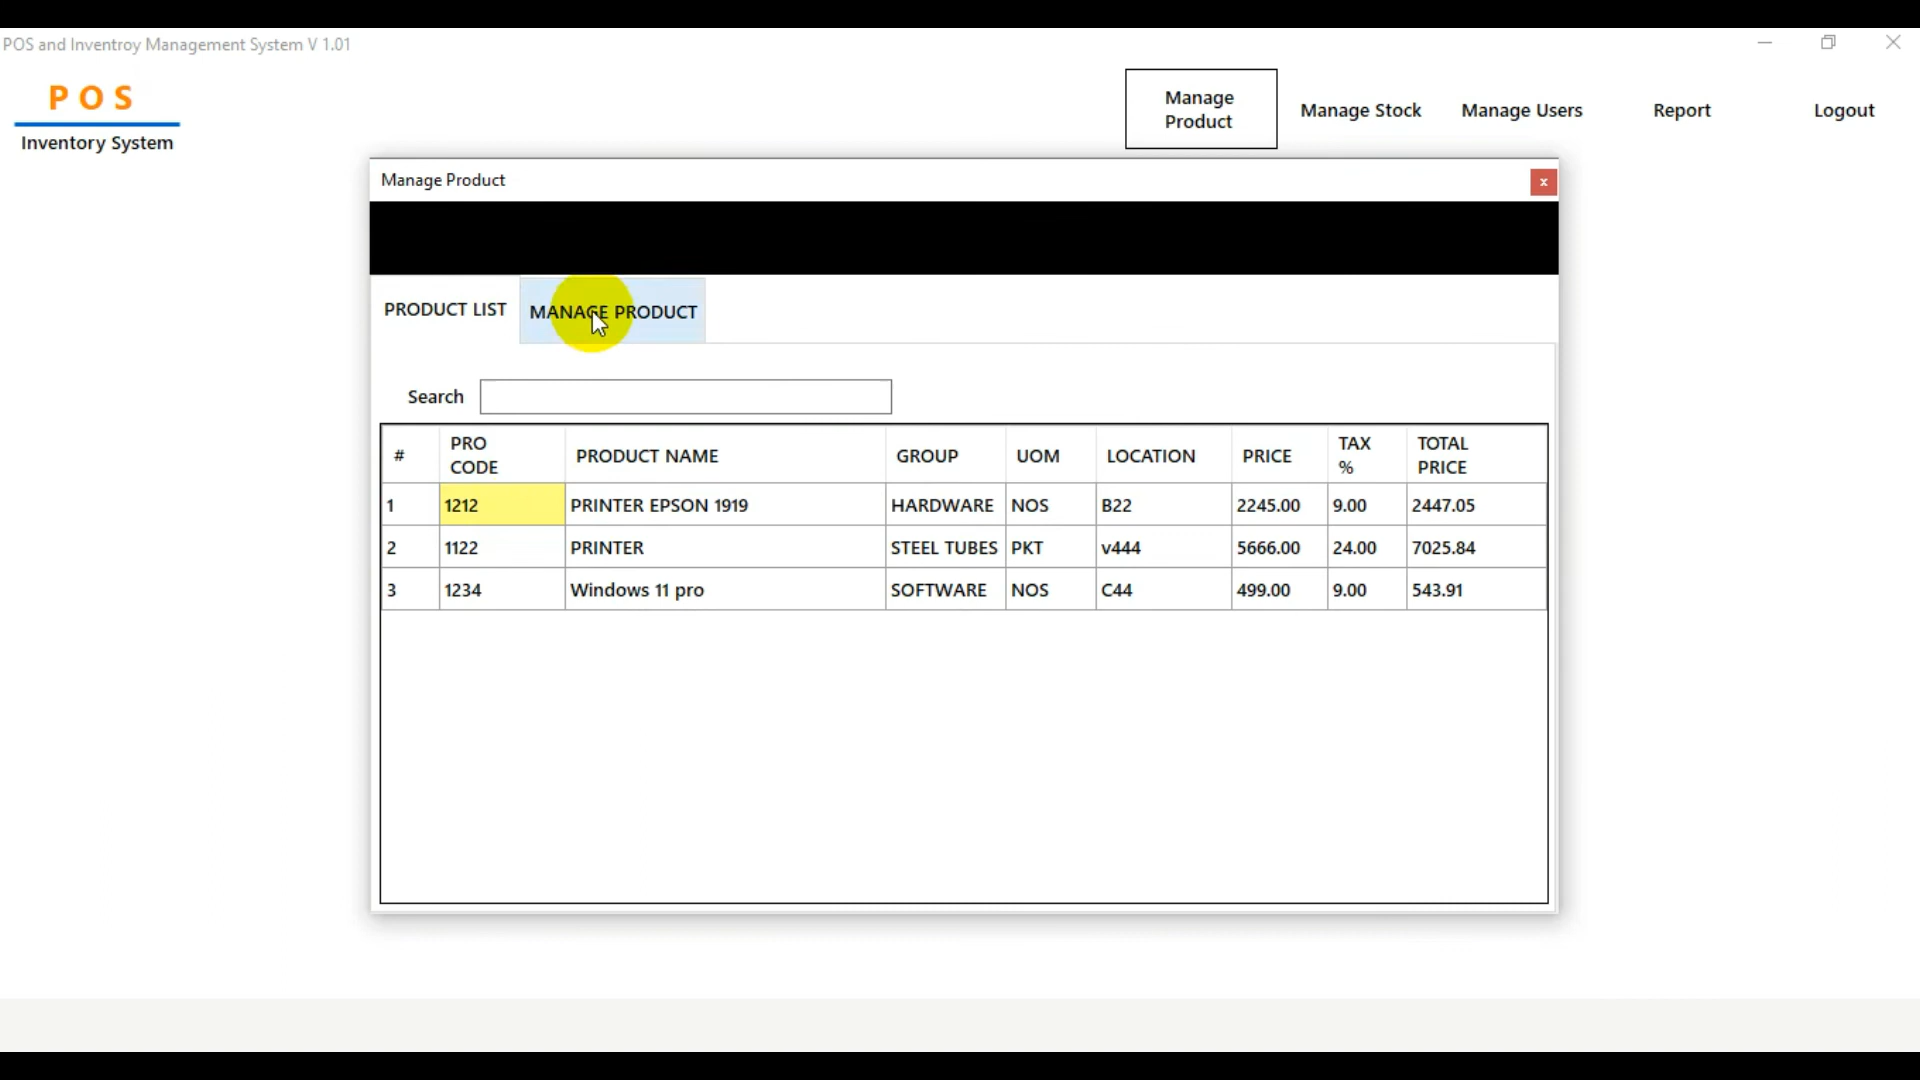 POS and Inventroy Management System V 1.01
POS
Inventory System
Manage
Product
Manage Stock
Manage Users
Report
Logout
Manage Product
x
PRODUCT LIST
MANAGE PRODUCT
Search
# PRO CODE PRODUCT NAME GROUP UOM LOCATION PRICE TAX % TOTAL PRICE
1 1212 PRINTER EPSON 1919 HARDWARE NOS B22 2245.00 9.00 2447.05
2 1122 PRINTER STEEL TUBES PKT v444 5666.00 24.00 7025.84
3 1234 Windows 11 pro SOFTWARE NOS C44 499.00 9.00 543.91